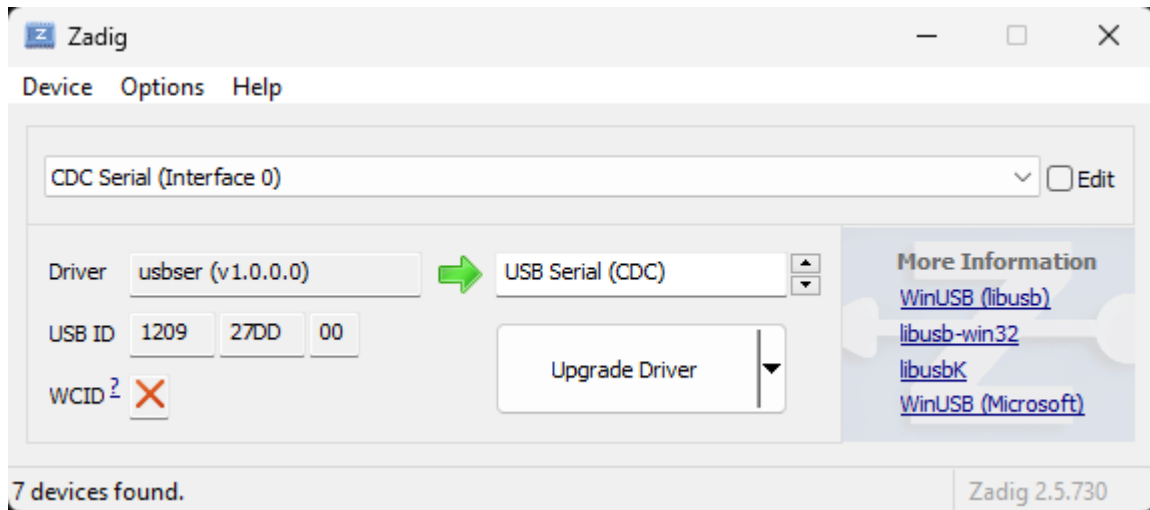 Zadig
Device Options Help
CDC Serial (Interface 0)
Edit
Driver usbser (v1.0.0.0) USB Serial (CDC)
USB ID 1209 27DD 00
WCID ?
Upgrade Driver
More Information
WinUSB (libusb)
libusb-win32
libusbK
WinUSB (Microsoft)
7 devices found.
Zadig 2.5.730